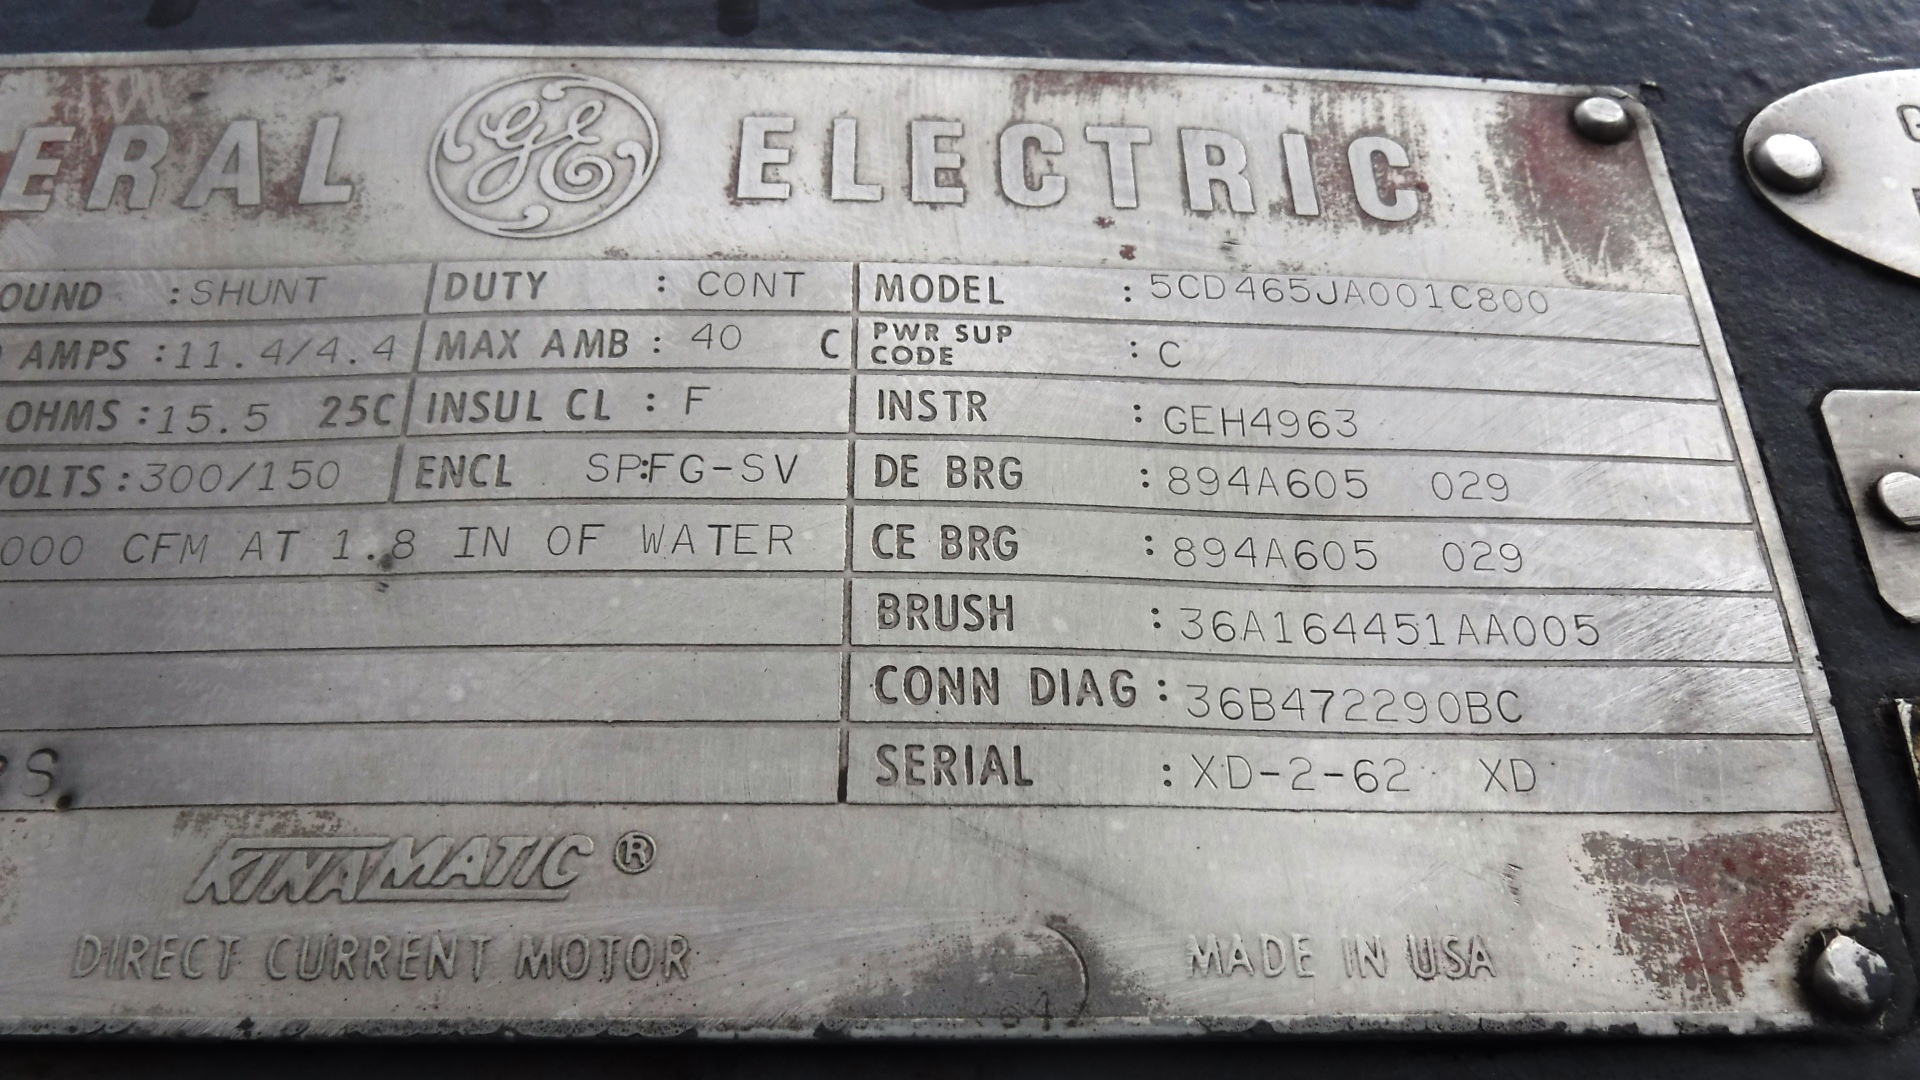 ERAL GE ELECTRIC
OUND :SHUNT DUTY : CONT MODEL : 5CD465JA001C800
AMPS :11.4/4.4 MAX AMB : 40 C PWR SUP CODE : C
OHMS :15.5 25C INSUL CL : F INSTR : GEH4963
VOLTS :300/150 ENCL SP:FG-SV DE BRG : 894A605 029
000 CFM AT 1.8 IN OF WATER CE BRG : 894A605 029
BRUSH : 36A164451AA005
CONN DIAG : 36B472290BC
RS SERIAL : XD-2-62 XD
KINAMATIC ®
DIRECT CURRENT MOTOR MADE IN USA
84